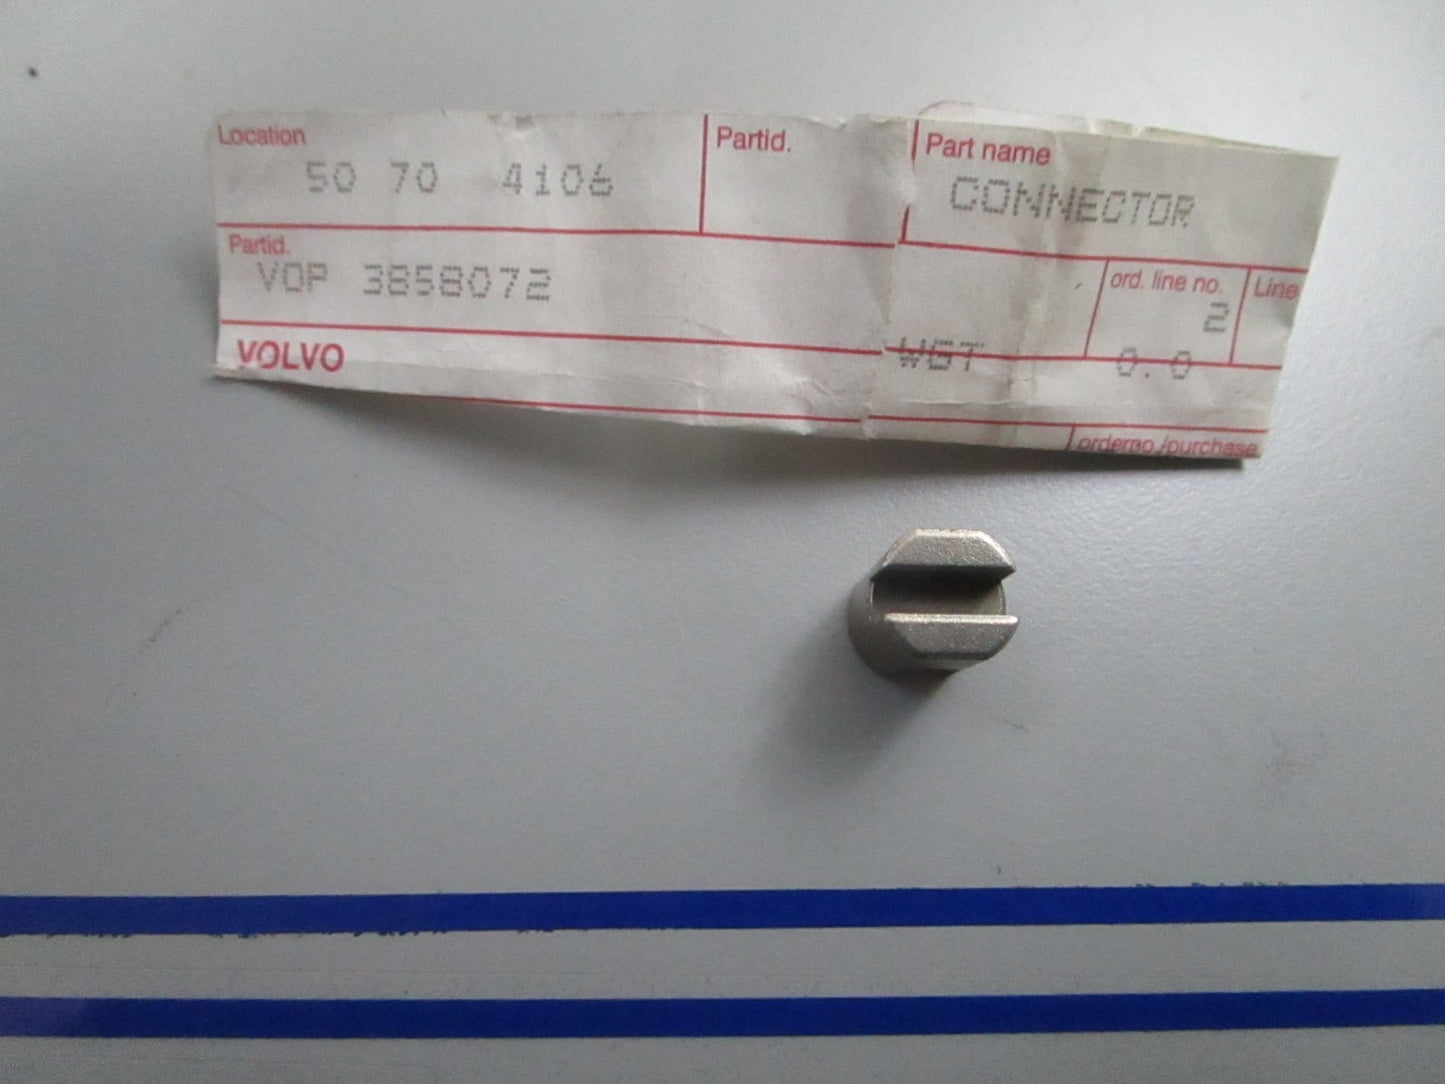 Location
Partid.
Part name
50 70 4106
CONNECTOR
Partid.
VOP 3858072
ord. line no.
Line
2
VOLVO
WGT
0.0
orderno./purchase